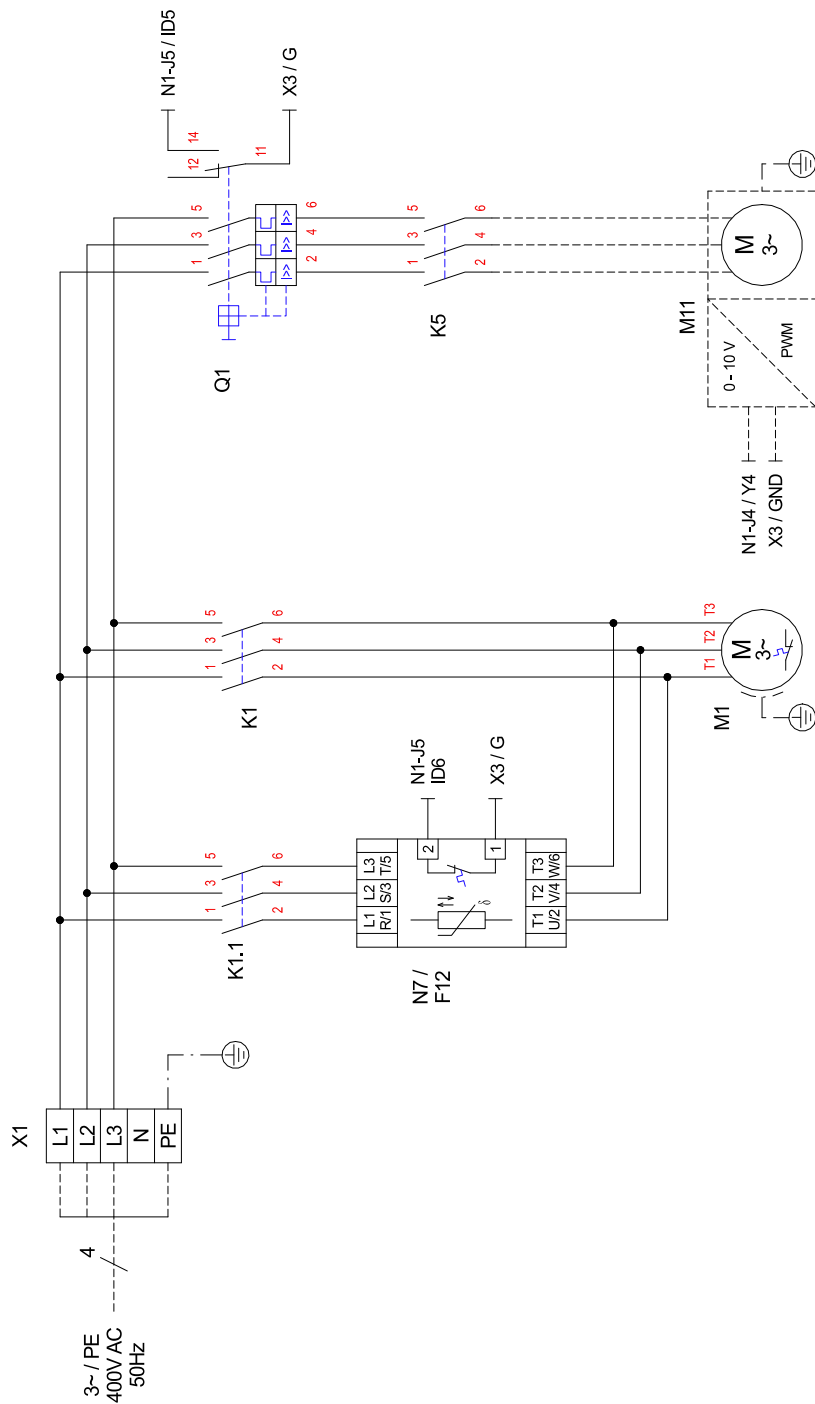 3~ / PE
400V AC
50Hz
4
X1
L1
L2
L3
N
PE
K1.1
1
3
5
2
4
6
N7 /
F12
L1
R/1
L2
S/3
L3
T/5
δ
2
1
N1-J5
ID6
X3 / G
T1
U/2
T2
V/4
T3
W/6
K1
1
3
5
2
4
6
M1
T1
T2
T3
M
3~
Q1
1
3
5
I>>
I>>
I>>
2
4
6
12
14
11
N1-J5 / ID5
X3 / G
K5
1
3
5
2
4
6
M11
0 - 10 V
PWM
M
3~
N1-J4 / Y4
X3 / GND